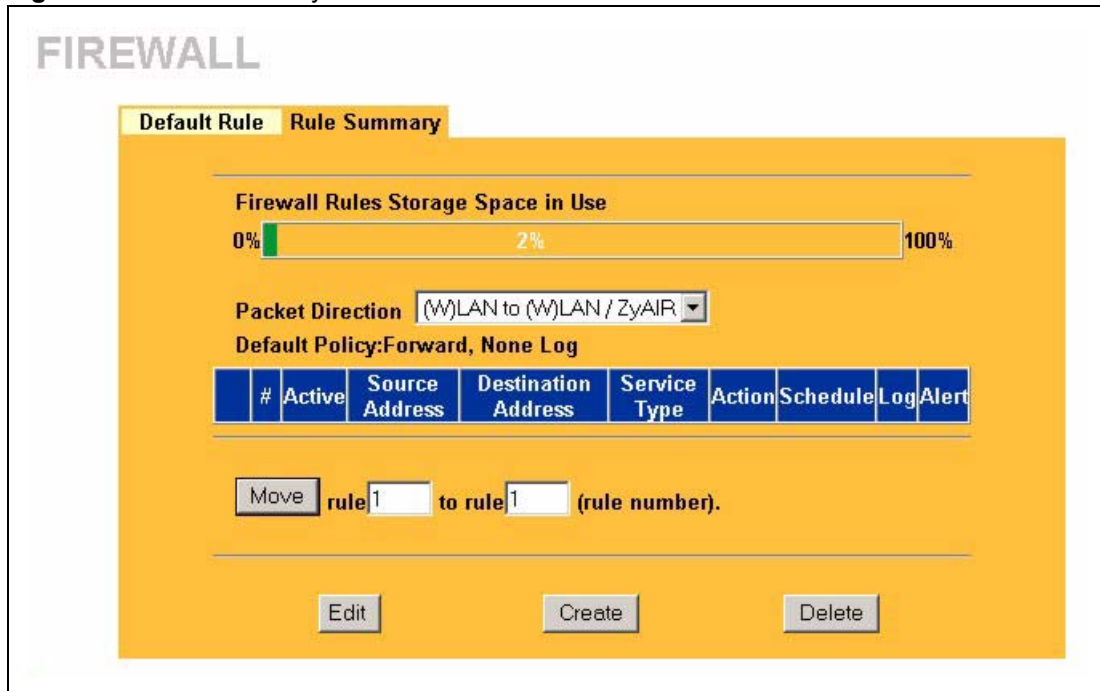 FIREWALL
Default Rule Rule Summary
Firewall Rules Storage Space in Use
0% 2% 100%
Packet Direction (W)LAN to (W)LAN / ZyAIR
Default Policy:Forward, None Log
# Active Source Address Destination Address Service Type Action Schedule Log Alert
Move rule 1 to rule 1 (rule number).
Edit Create Delete